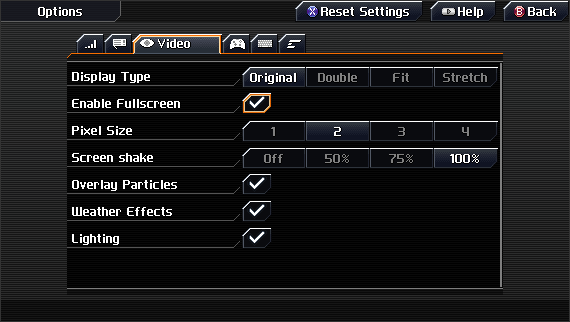 Options
X Reset Settings
Help
B Back
Video
Display Type Original Double Fit Stretch
Enable Fullscreen
Pixel Size 1 2 3 4
Screen shake Off 50% 75% 100%
Overlay Particles
Weather Effects
Lighting